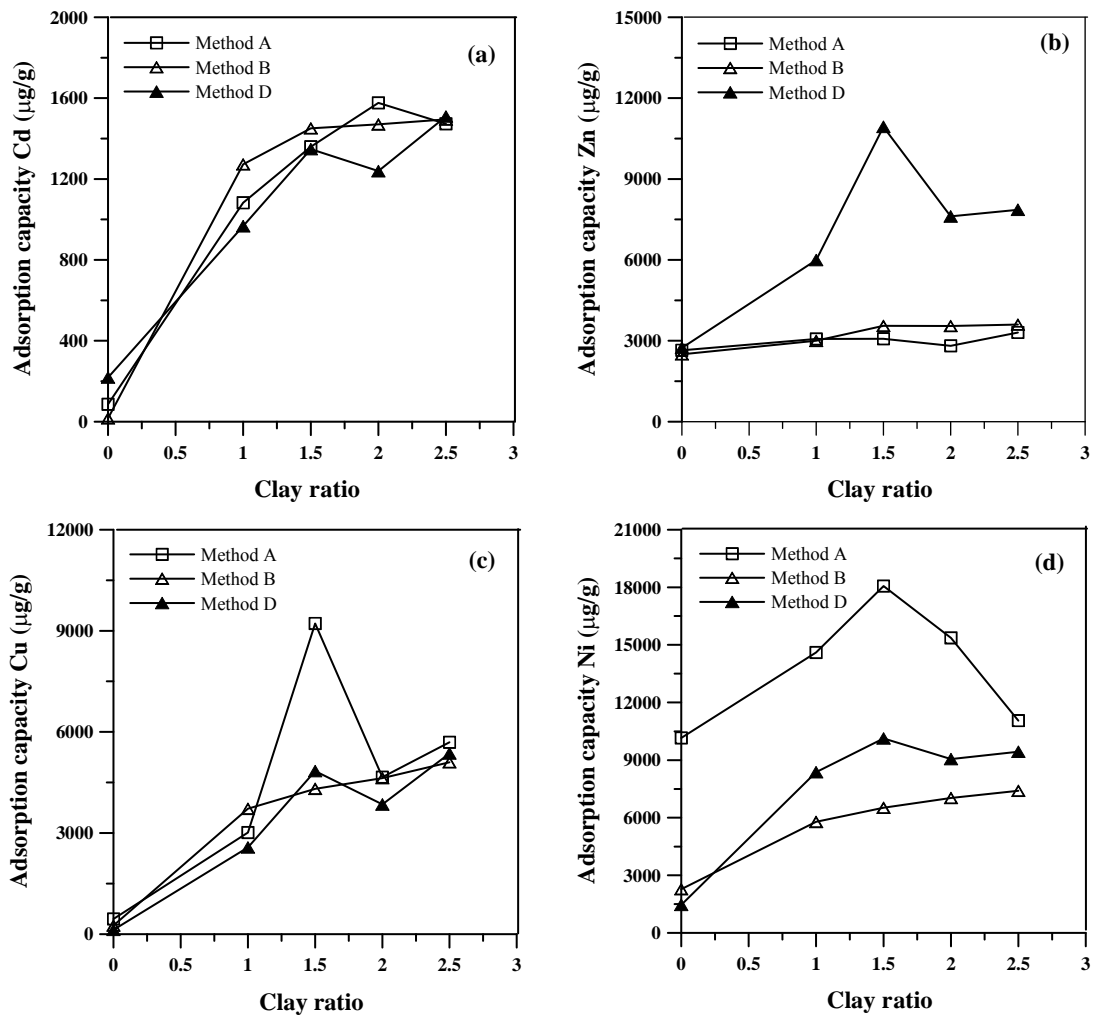 2000
1600
1200
800
400
0
Adsorption capacity Cd (μg/g)
Method A
Method B
Method D
(a)
0 0.5 1 1.5 2 2.5 3
Clay ratio
15000
12000
9000
6000
3000
0
Adsorption capacity Zn (μg/g)
Method A
Method B
Method D
(b)
0 0.5 1 1.5 2 2.5 3
Clay ratio
12000
9000
6000
3000
0
Adsorption capacity Cu (μg/g)
Method A
Method B
Method D
(c)
0 0.5 1 1.5 2 2.5 3
Clay ratio
21000
18000
15000
12000
9000
6000
3000
0
Adsorption capacity Ni (μg/g)
Method A
Method B
Method D
(d)
0 0.5 1 1.5 2 2.5 3
Clay ratio